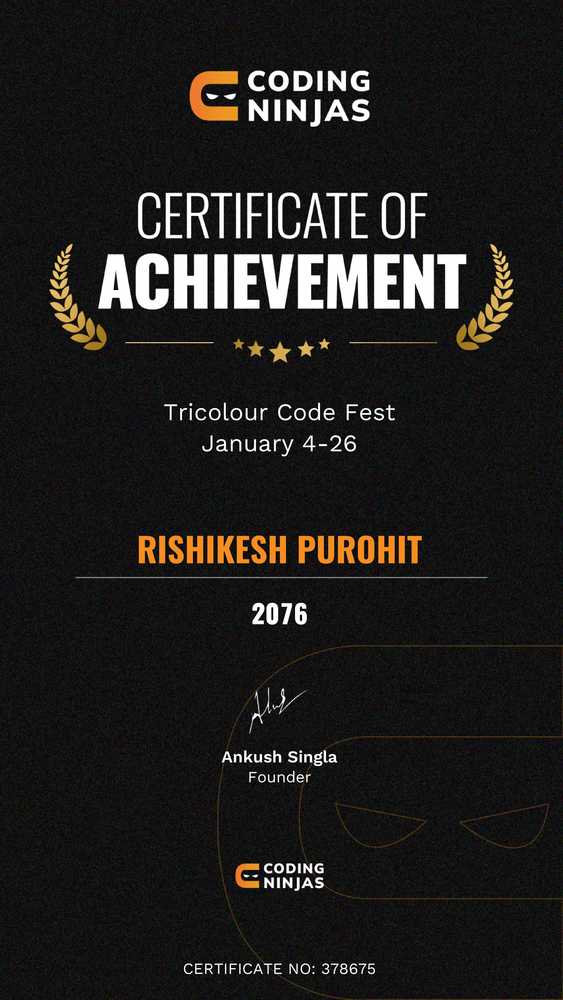 CODING
NINJAS
CERTIFICATE OF
ACHIEVEMENT
Tricolour Code Fest
January 4-26
RISHIKESH PUROHIT
2076
Ankush Singla
Founder
CODING
NINJAS
CERTIFICATE NO: 378675